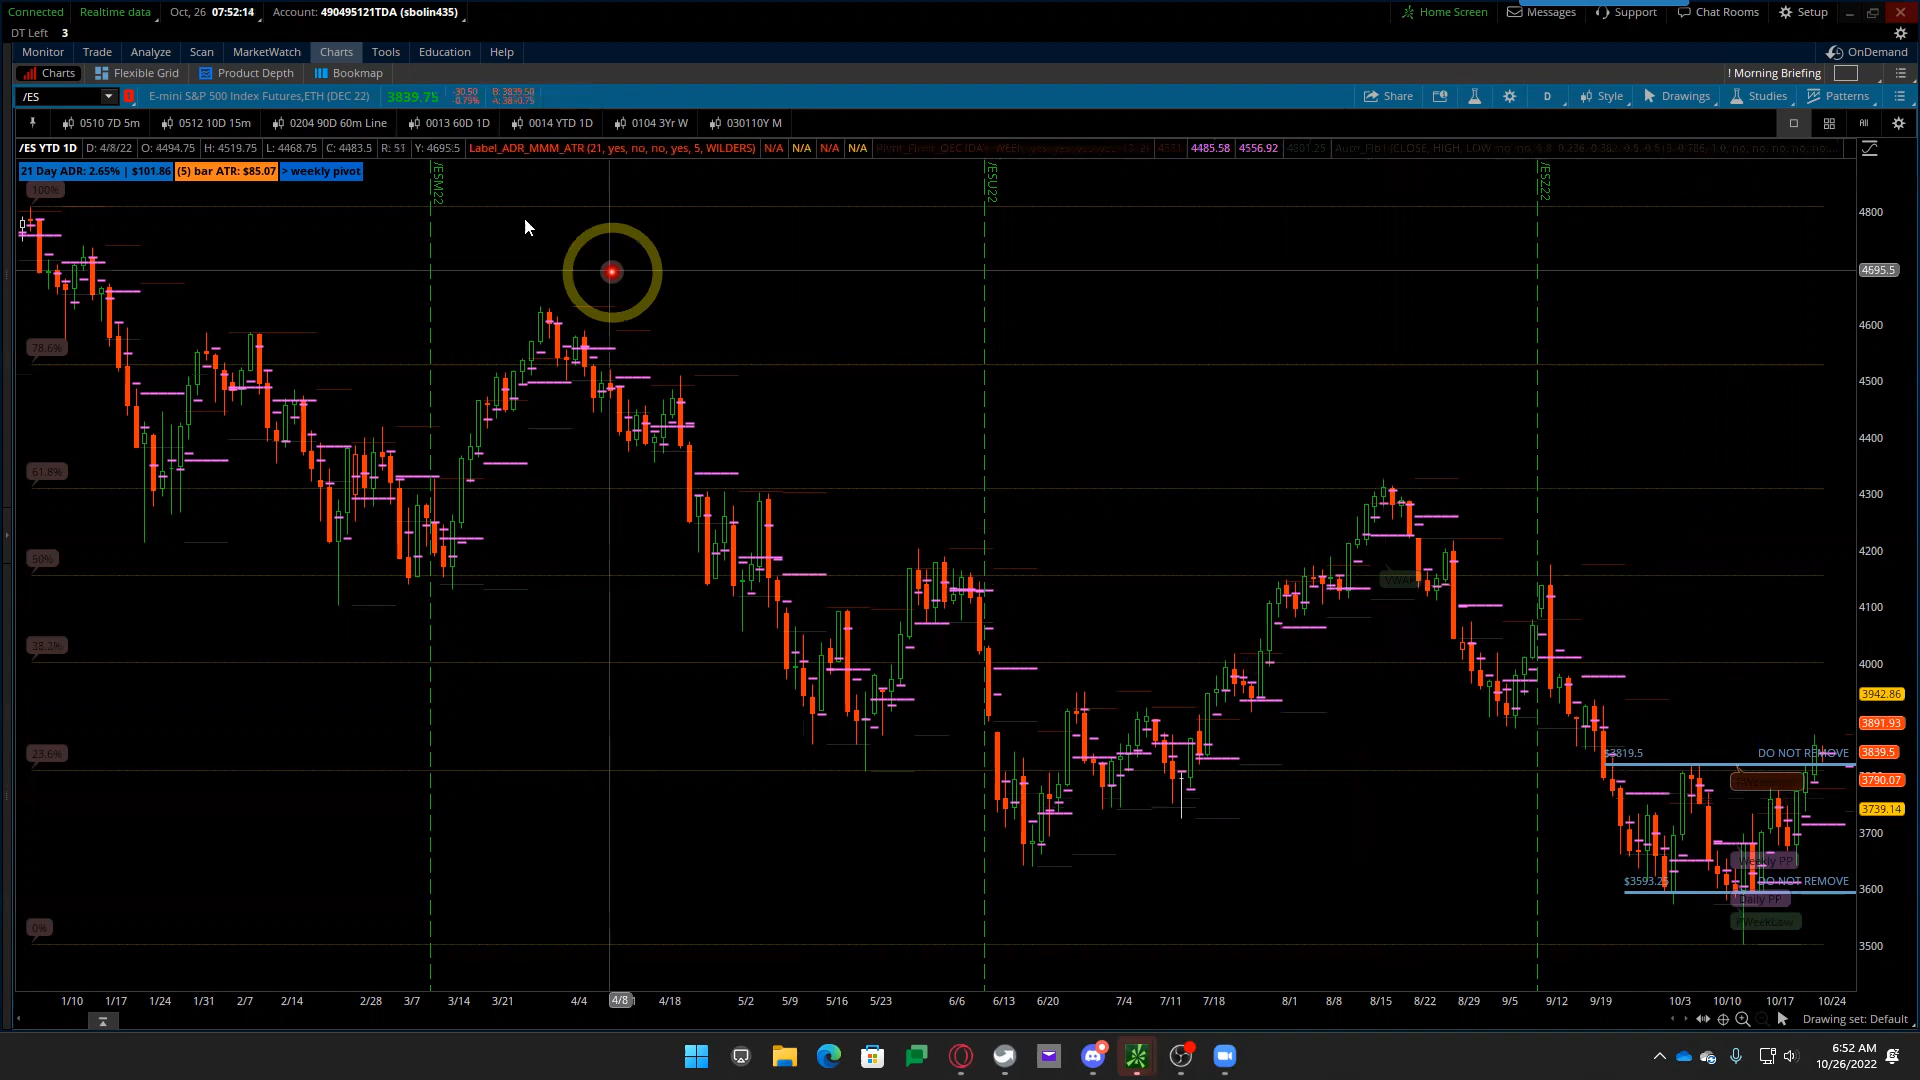 Connected Realtime data Oct, 26 07:52:14 Account: 490495121TDA (sbolin435) Home Screen Messages Support Chat Rooms Setup
DT Left 3
Monitor Trade Analyze Scan MarketWatch Charts Tools Education Help OnDemand
Charts Flexible Grid Product Depth Bookmap ! Morning Briefing
/ES E-mini S&P 500 Index Futures,ETH (DEC 22) 3839.75 -30.50 -0.79% B: 3839.50 A: 3839.75 Share D Style Drawings Studies Patterns
0510 7D 5m 0512 10D 15m 0204 90D 60m Line 0013 60D 1D 0014 YTD 1D 0104 3Yr W 030110Y M All
/ES YTD 1D D: 4/8/22 O: 4494.75 H: 4519.75 L: 4468.75 C: 4483.5 Y: 4695.5 Label_ADR_MMM_ATR (21, yes, no, no, yes, 5, WILDERS) N/A N/A N/A N/A 4485.58 4556.92
21 Day ADR: 2.65% | $101.86 (5) bar ATR: $85.07 > weekly pivot
/ESM22 /ESU22 /ESZ22
100%
78.6%
61.8%
50%
38.2%
23.6%
0%
4800
4695.5
4600
4500
4400
4300
4200
4100
4000
3942.86
3891.93
3839.5
3790.07
3739.14
3700
3600
3500
VWAP
$3819.5 DO NOT REMOVE
Weekly PP
$3593.25 DO NOT REMOVE
Daily PP
PWeekLow
1/10 1/17 1/24 1/31 2/7 2/14 2/28 3/7 3/14 3/21 4/4 4/8 4/18 5/2 5/9 5/16 5/23 6/6 6/13 6/20 7/4 7/11 7/18 8/1 8/8 8/15 8/22 8/29 9/5 9/12 9/19 10/3 10/10 10/17 10/24
Drawing set: Default
6:52 AM
10/26/2022